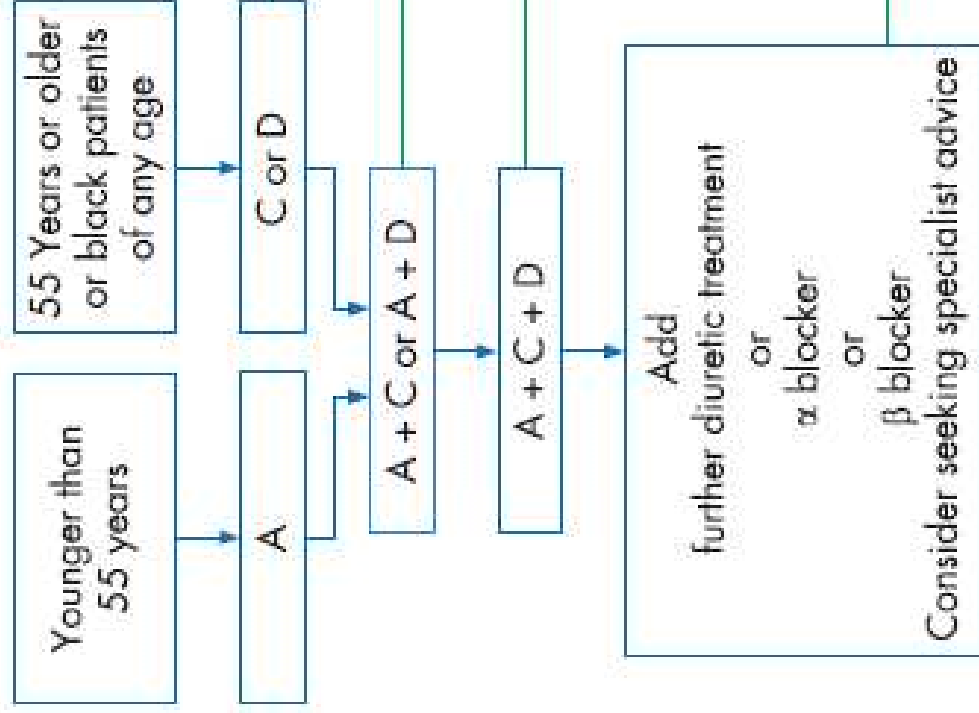 Younger than
55 years
55 Years or older
or black patients
of any age
A
C or D
A + C or A + D
A + C + D
Add
further diuretic treatment
or
α blocker
or
β blocker
Consider seeking specialist advice